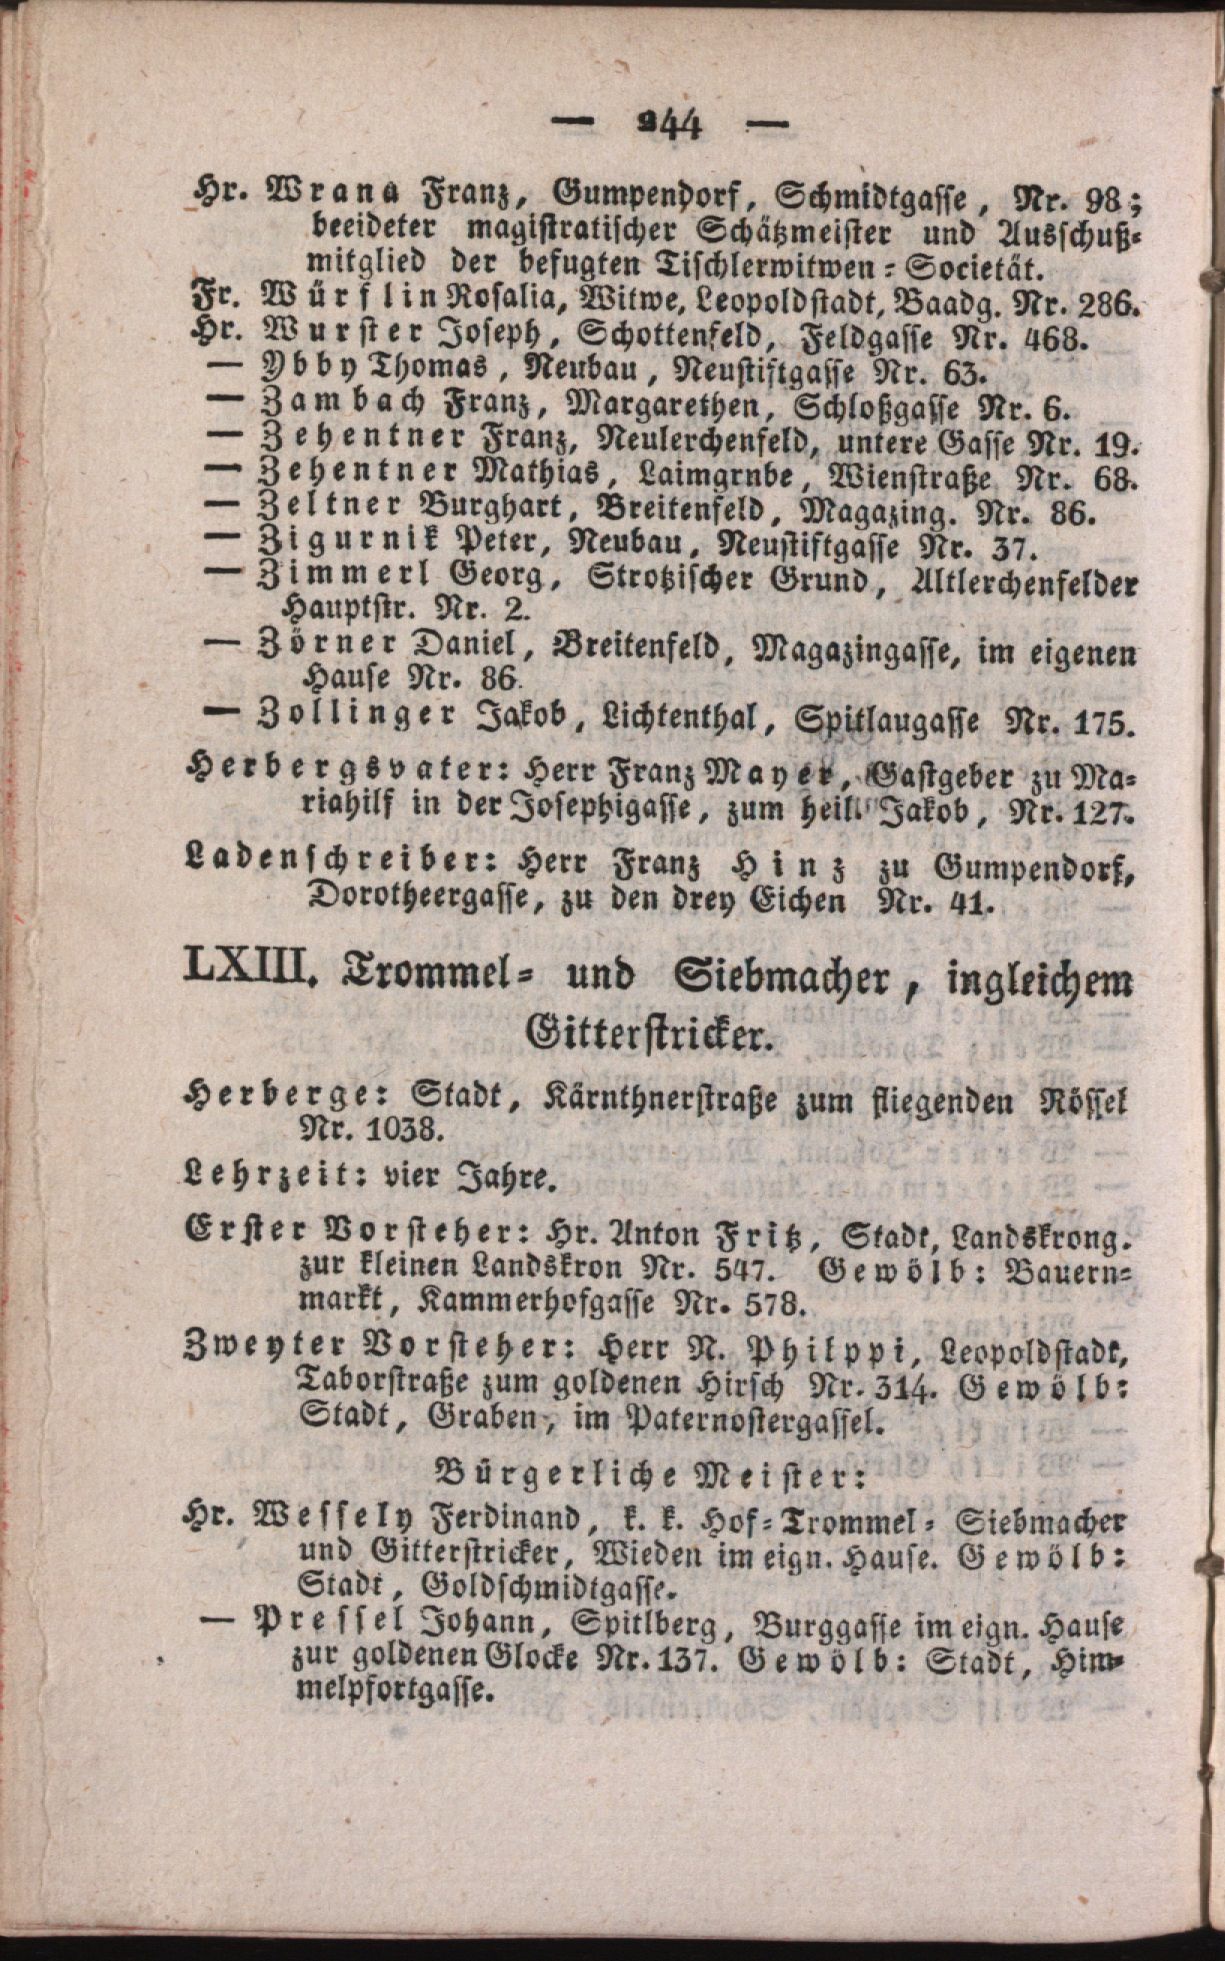 — 244 —
Hr. Wrana Franz, Gumpendorf, Schmidtgasse, Nr. 98;
beeideter magistratischer Schätzmeister und Ausschuß-
mitglied der befugten Tischlerwitwen-Societät.
Fr. Würflin Rosalia, Witwe, Leopoldstadt, Baadg. Nr. 286.
Hr. Wurster Joseph, Schottenfeld, Feldgasse Nr. 468.
— Ybby Thomas, Neubau, Neustiftgasse Nr. 63.
— Zambach Franz, Margarethen, Schloßgasse Nr. 6.
— Zehentner Franz, Neulerchenfeld, untere Gasse Nr. 19.
— Zehentner Mathias, Laimgrnbe, Wienstraße Nr. 68.
— Zeltner Burghart, Breitenfeld, Magazing. Nr. 86.
— Zigurnik Peter, Neubau, Neustiftgasse Nr. 37.
— Zimmerl Georg, Strotzischer Grund, Altlerchenfelder
Hauptstr. Nr. 2.
— Zörner Daniel, Breitenfeld, Magazingasse, im eigenen
Hause Nr. 86.
— Zollinger Jakob, Lichtenthal, Spitlaugasse Nr. 175.
Herbergsvater: Herr Franz Mayer, Gastgeber zu Ma-
riahilf in der Josephigasse, zum heil. Jakob, Nr. 127.
Ladenschreiber: Herr Franz Hinz zu Gumpendorf,
Dorotheergasse, zu den drey Eichen Nr. 41.
LXIII. Trommel- und Siebmacher, ingleichem
Gitterstricker.
Herberge: Stadt, Kärnthnerstraße zum fliegenden Rössel
Nr. 1038.
Lehrzeit: vier Jahre.
Erster Vorsteher: Hr. Anton Fritz, Stadt, Landskrong.
zur kleinen Landskron Nr. 547. Gewölb: Bauern-
markt, Kammerhofgasse Nr. 578.
Zweyter Vorsteher: Herr N. Philppi, Leopoldstadt,
Taborstraße zum goldenen Hirsch Nr. 314. Gewölb:
Stadt, Graben, im Paternostergassel.
Bürgerliche Meister:
Hr. Wessely Ferdinand, k. k. Hof-Trommel-Siebmacher
und Gitterstricker, Wieden im eign. Hause. Gewölb:
Stadt, Goldschmidtgasse.
— Pressel Johann, Spitlberg, Burggasse im eign. Hause
zur goldenen Glocke Nr. 137. Gewölb: Stadt, Him-
melpfortgasse.